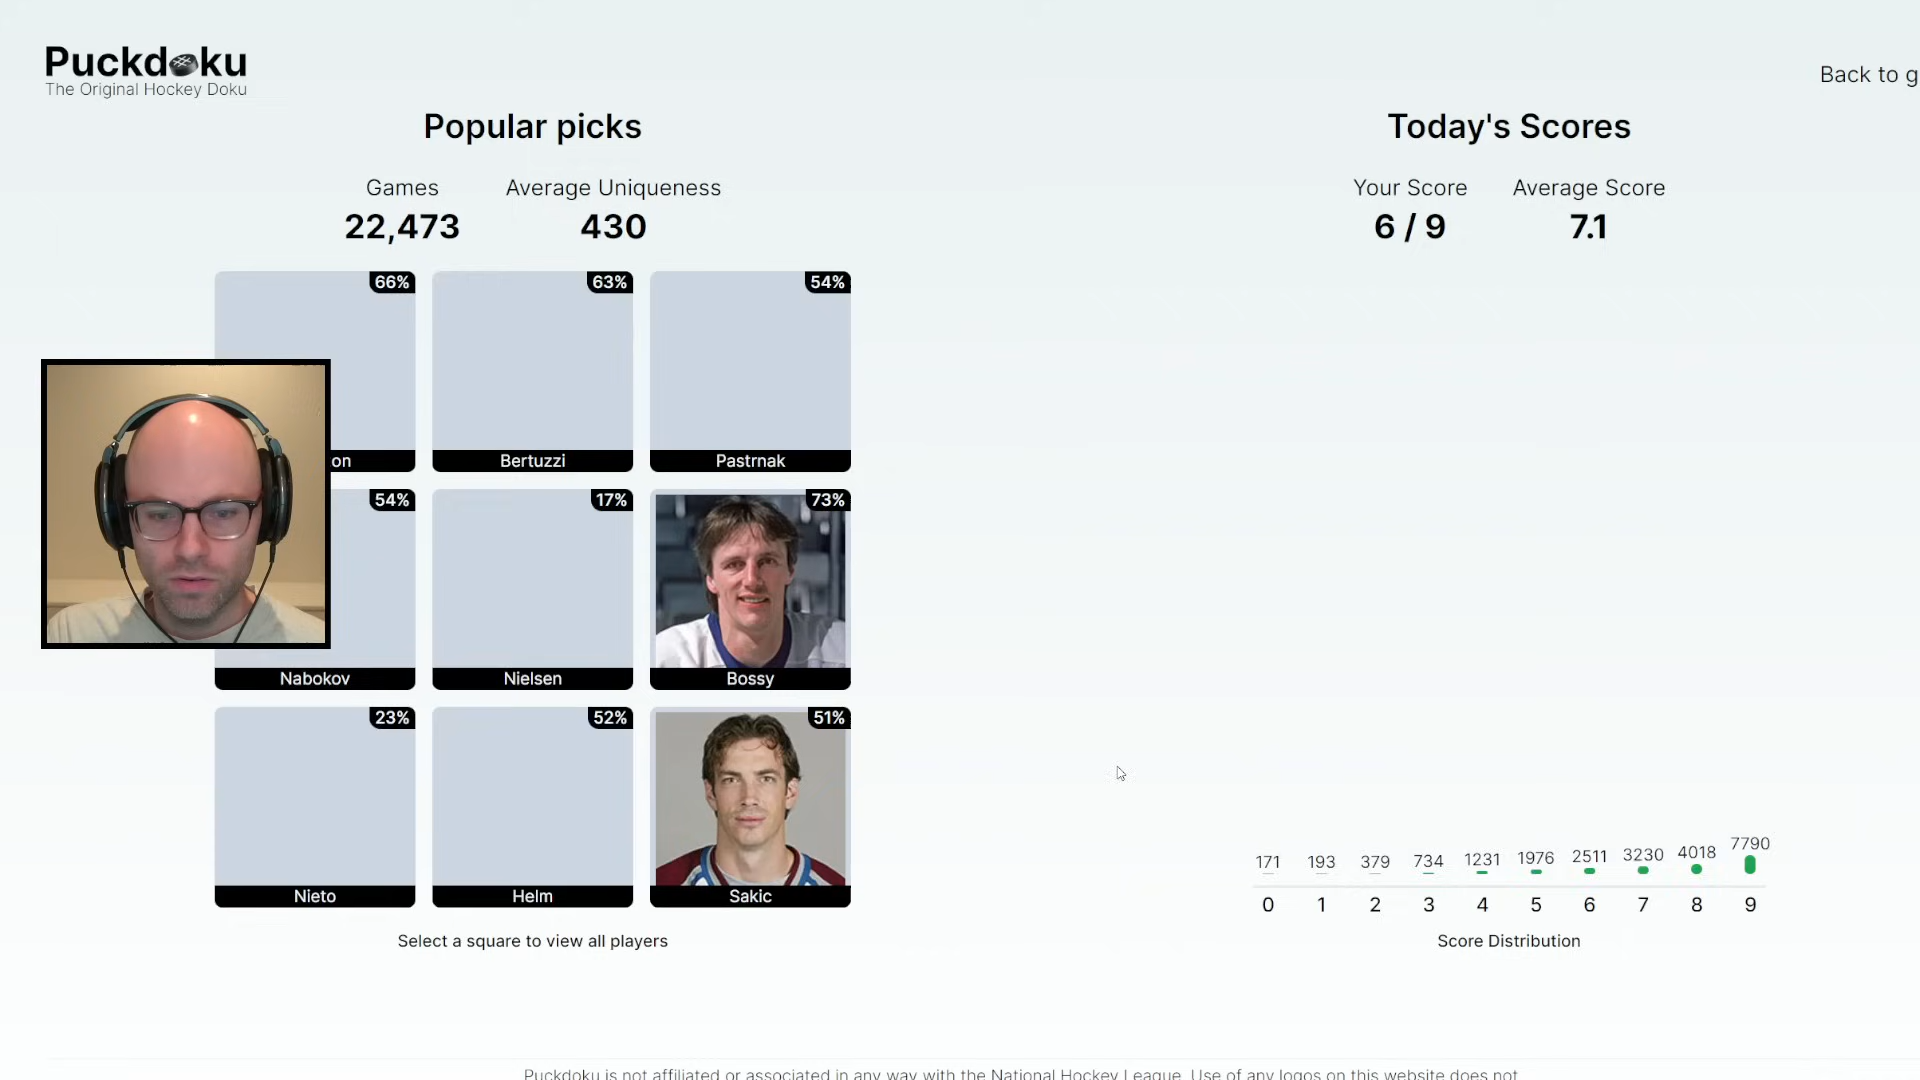 Puckdoku
The Original Hockey Doku
Back to g
Popular picks
Today's Scores
Games
Average Uniqueness
22,473
430
Your Score
Average Score
6 / 9
7.1
66%
63%
54%
on
Bertuzzi
Pastrnak
54%
17%
73%
Nabokov
Nielsen
Bossy
23%
52%
51%
Nieto
Helm
Sakic
Select a square to view all players
171 193 379 734 1231 1976 2511 3230 4018 7790
0 1 2 3 4 5 6 7 8 9
Score Distribution
Puckdoku is not affiliated or associated in any way with the National Hockey League. Use of any logos on this website does not